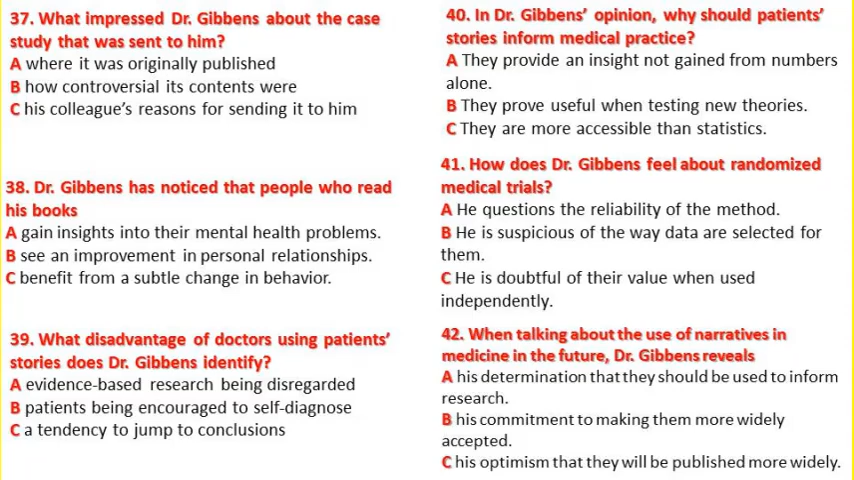 37. What impressed Dr. Gibbens about the case
study that was sent to him?
A where it was originally published
B how controversial its contents were
C his colleague's reasons for sending it to him
38. Dr. Gibbens has noticed that people who read
his books
A gain insights into their mental health problems.
B see an improvement in personal relationships.
C benefit from a subtle change in behavior.
39. What disadvantage of doctors using patients'
stories does Dr. Gibbens identify?
A evidence-based research being disregarded
B patients being encouraged to self-diagnose
C a tendency to jump to conclusions
40. In Dr. Gibbens' opinion, why should patients'
stories inform medical practice?
A They provide an insight not gained from numbers
alone.
B They prove useful when testing new theories.
C They are more accessible than statistics.
41. How does Dr. Gibbens feel about randomized
medical trials?
A He questions the reliability of the method.
B He is suspicious of the way data are selected for
them.
C He is doubtful of their value when used
independently.
42. When talking about the use of narratives in
medicine in the future, Dr. Gibbens reveals
A his determination that they should be used to inform
research.
B his commitment to making them more widely
accepted.
C his optimism that they will be published more widely.